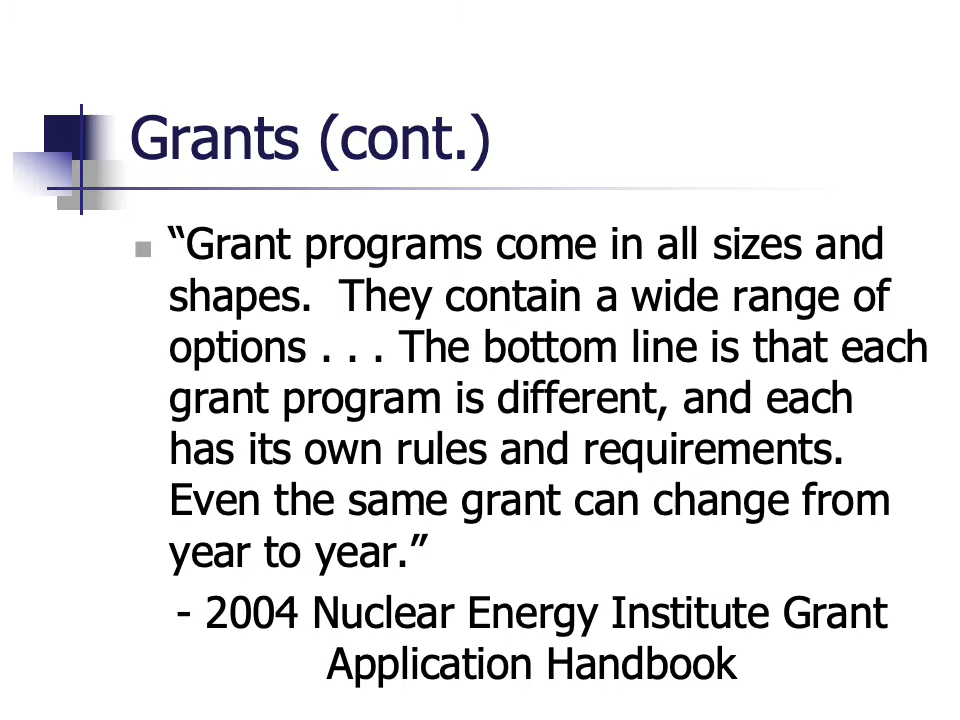 Grants (cont.)
“Grant programs come in all sizes and
shapes.  They contain a wide range of
options . . . The bottom line is that each
grant program is different, and each
has its own rules and requirements.
Even the same grant can change from
year to year.”
- 2004 Nuclear Energy Institute Grant
Application Handbook